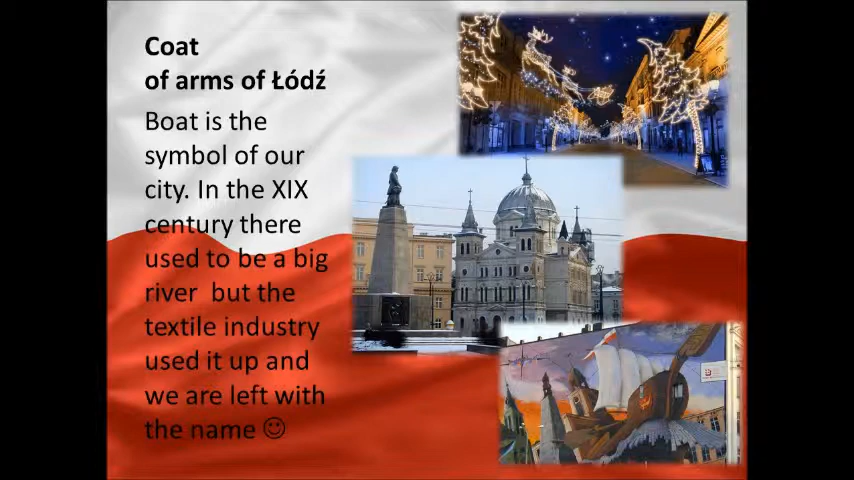 Coat
of arms of Łódź
Boat is the
symbol of our
city. In the XIX
century there
used to be a big
river  but the
textile industry
used it up and
we are left with
the name ☺